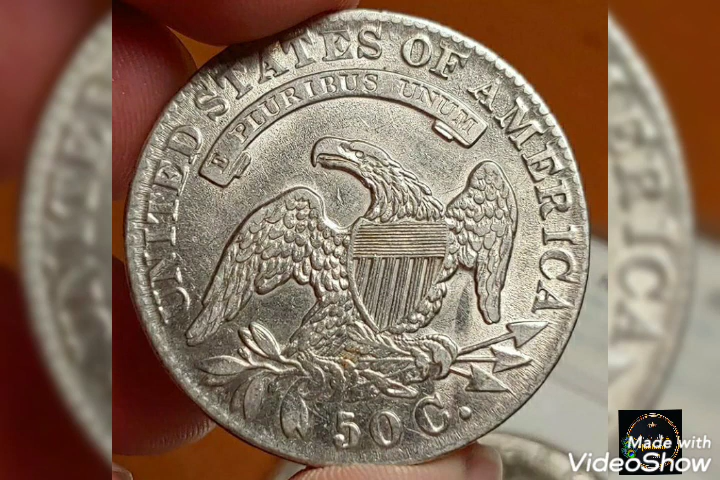 UNITED STATES OF AMERICA
E PLURIBUS UNUM
50 C.
Made with
VideoShow